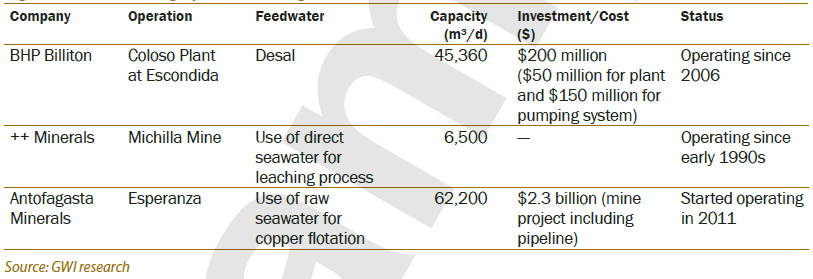 Company Operation Feedwater Capacity (m³/d) Investment/Cost ($) Status
BHP Billiton Coloso Plant at Escondida Desal 45,360 $200 million ($50 million for plant and $150 million for pumping system) Operating since 2006
++ Minerals Michilla Mine Use of direct seawater for leaching process 6,500 — Operating since early 1990s
Antofagasta Minerals Esperanza Use of raw seawater for copper flotation 62,200 $2.3 billion (mine project including pipeline) Started operating in 2011
Source: GWI research